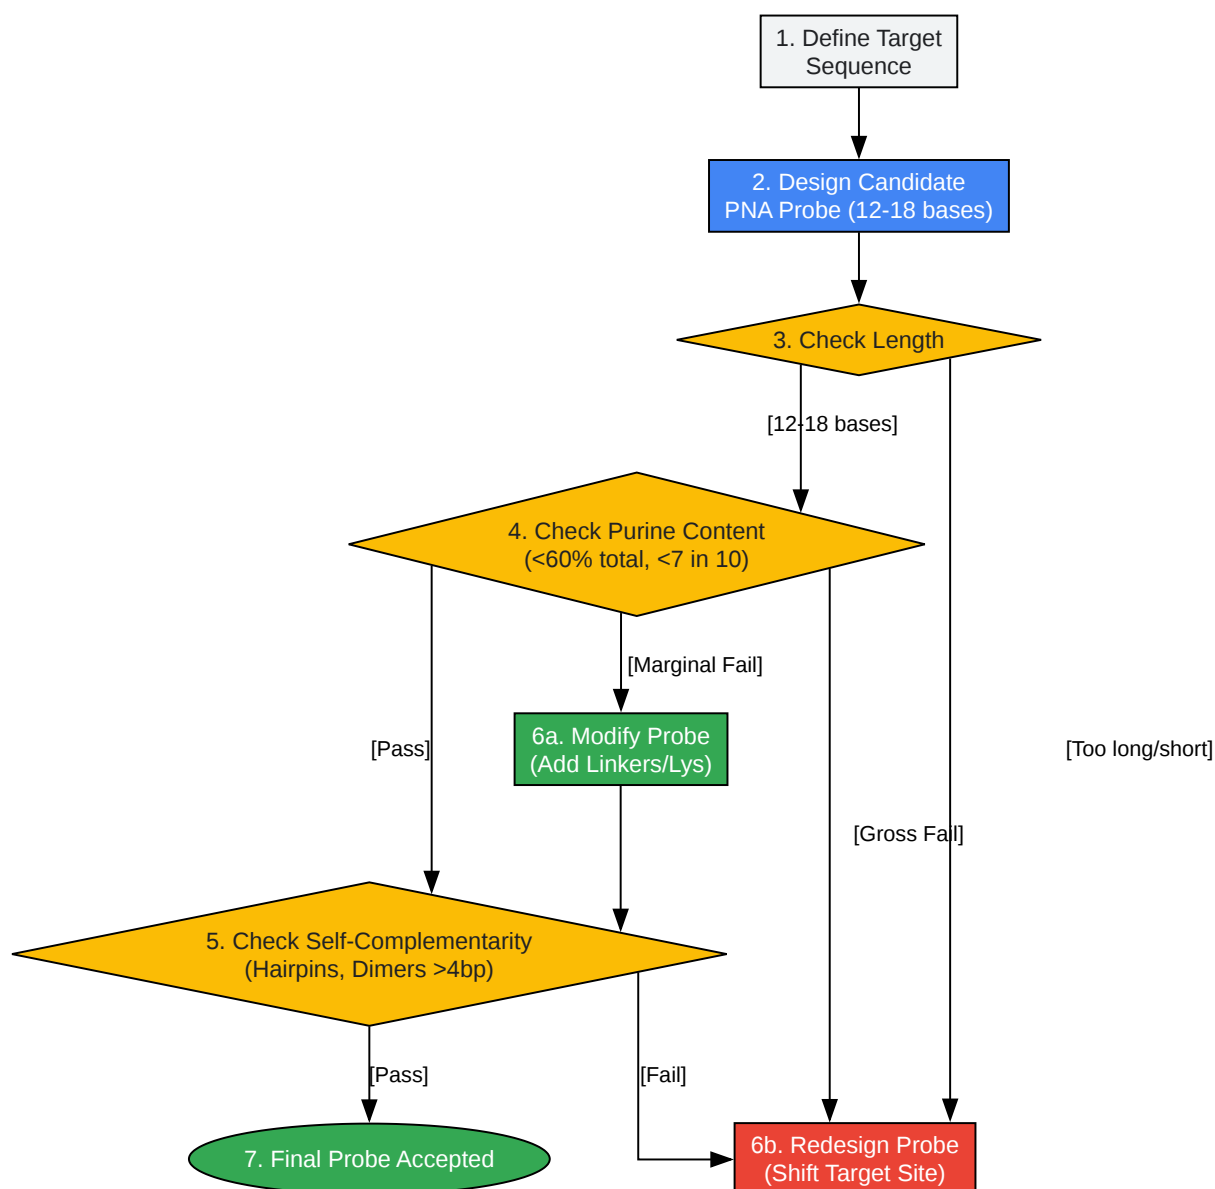 1. Define Target
Sequence
2. Design Candidate
PNA Probe (12-18 bases)
3. Check Length
[12-18 bases]
4. Check Purine Content
(<60% total, <7 in 10)
[Marginal Fail]
6a. Modify Probe
(Add Linkers/Lys)
[Pass]
[Too long/short]
[Gross Fail]
5. Check Self-Complementarity
(Hairpins, Dimers >4bp)
[Pass]
[Fail]
7. Final Probe Accepted
6b. Redesign Probe
(Shift Target Site)